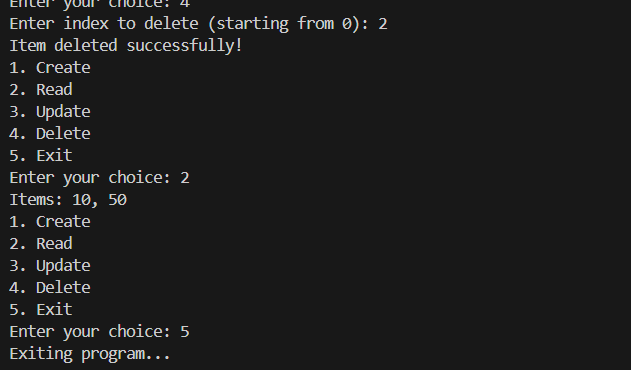 Enter your choice: 4
Enter index to delete (starting from 0): 2
Item deleted successfully!
1. Create
2. Read
3. Update
4. Delete
5. Exit
Enter your choice: 2
Items: 10, 50
1. Create
2. Read
3. Update
4. Delete
5. Exit
Enter your choice: 5
Exiting program...